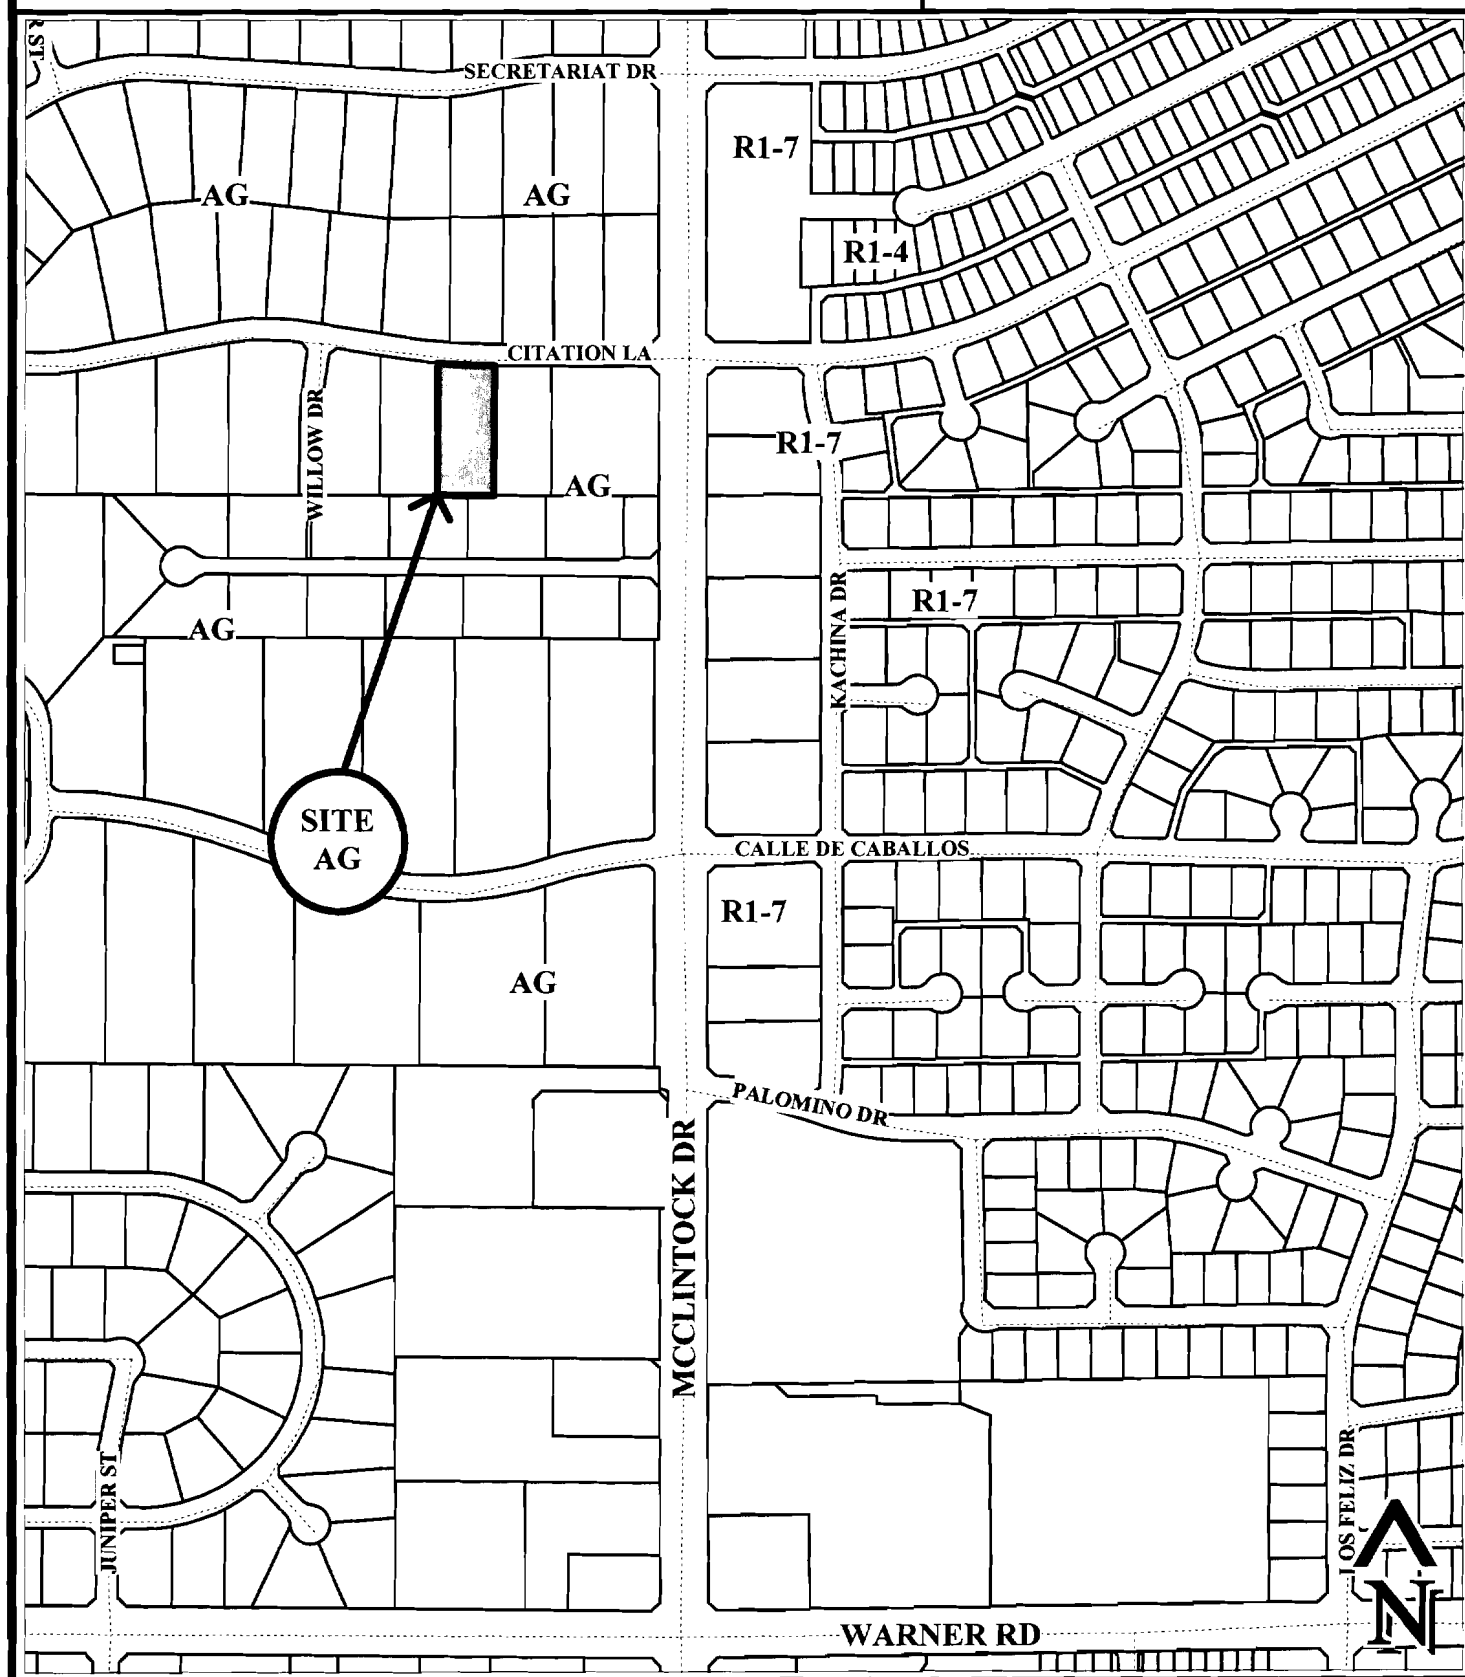 R ST
SECRETARIAT DR
R1-7
AG
AG
R1-4
CITATION LA
WILLOW DR
R1-7
AG
KACHINA DR
R1-7
AG
SITE
AG
CALLE DE CABALLOS
R1-7
AG
PALOMINO DR
MCCLINTOCK DR
JUNIPER ST
LOS FELIZ DR
WARNER RD
N